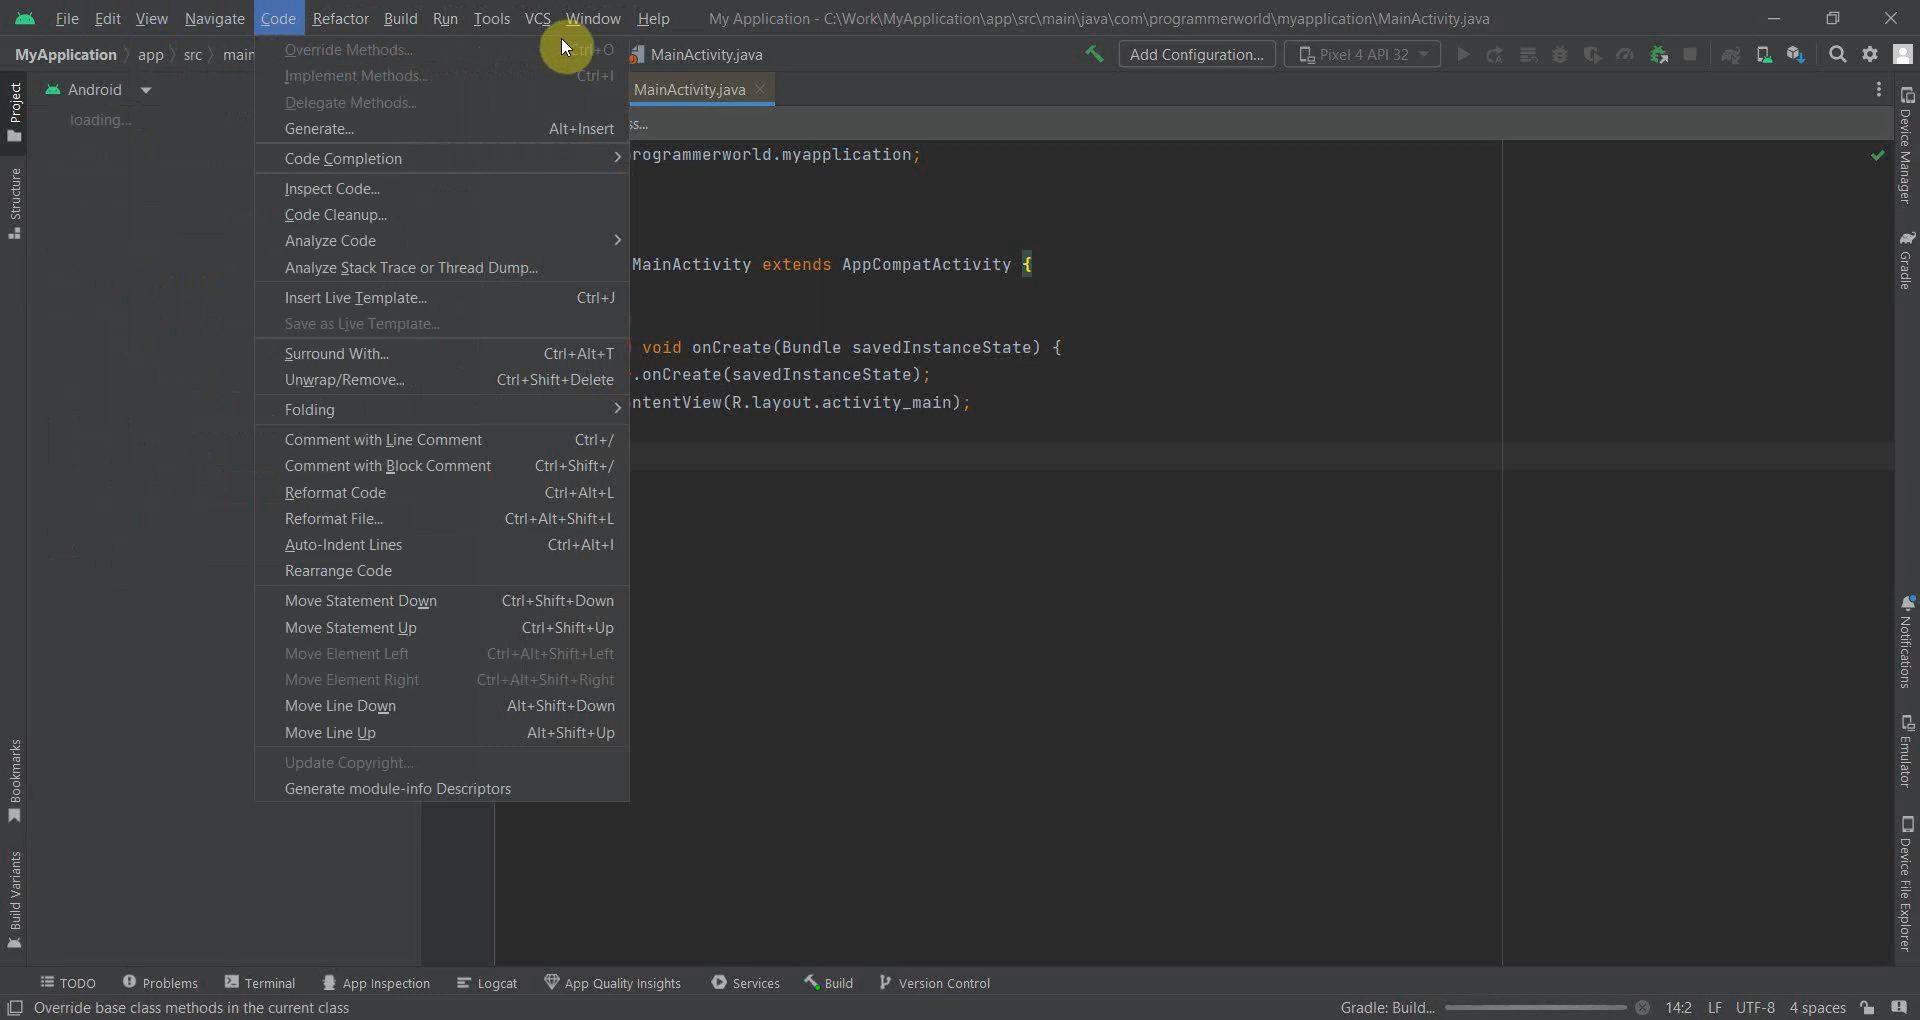 File Edit View Navigate Code Refactor Build Run Tools VCS Window Help My Application - C:\Work\MyApplication\app\src\main\java\com\programmerworld\myapplication\MainActivity.java
MyApplication app src main MainActivity.java Add Configuration... Pixel 4 API 32
Android MainActivity.java
loading...
Override Methods... Ctrl+O
Implement Methods... Ctrl+I
Delegate Methods...
Generate... Alt+Insert
Code Completion
Inspect Code...
Code Cleanup...
Analyze Code
Analyze Stack Trace or Thread Dump...
Insert Live Template... Ctrl+J
Save as Live Template...
Surround With... Ctrl+Alt+T
Unwrap/Remove... Ctrl+Shift+Delete
Folding
Comment with Line Comment Ctrl+/
Comment with Block Comment Ctrl+Shift+/
Reformat Code Ctrl+Alt+L
Reformat File... Ctrl+Alt+Shift+L
Auto-Indent Lines Ctrl+Alt+I
Rearrange Code
Move Statement Down Ctrl+Shift+Down
Move Statement Up Ctrl+Shift+Up
Move Element Left Ctrl+Alt+Shift+Left
Move Element Right Ctrl+Alt+Shift+Right
Move Line Down Alt+Shift+Down
Move Line Up Alt+Shift+Up
Update Copyright...
Generate module-info Descriptors
ss...
rogrammerworld.myapplication;
MainActivity extends AppCompatActivity {
void onCreate(Bundle savedInstanceState) {
.onCreate(savedInstanceState);
ntentView(R.layout.activity_main);
Project
Structure
Bookmarks
Build Variants
Device Manager
Gradle
Notifications
Emulator
Device File Explorer
TODO Problems Terminal App Inspection Logcat App Quality Insights Services Build Version Control
Override base class methods in the current class Gradle: Build... 14:2 LF UTF-8 4 spaces